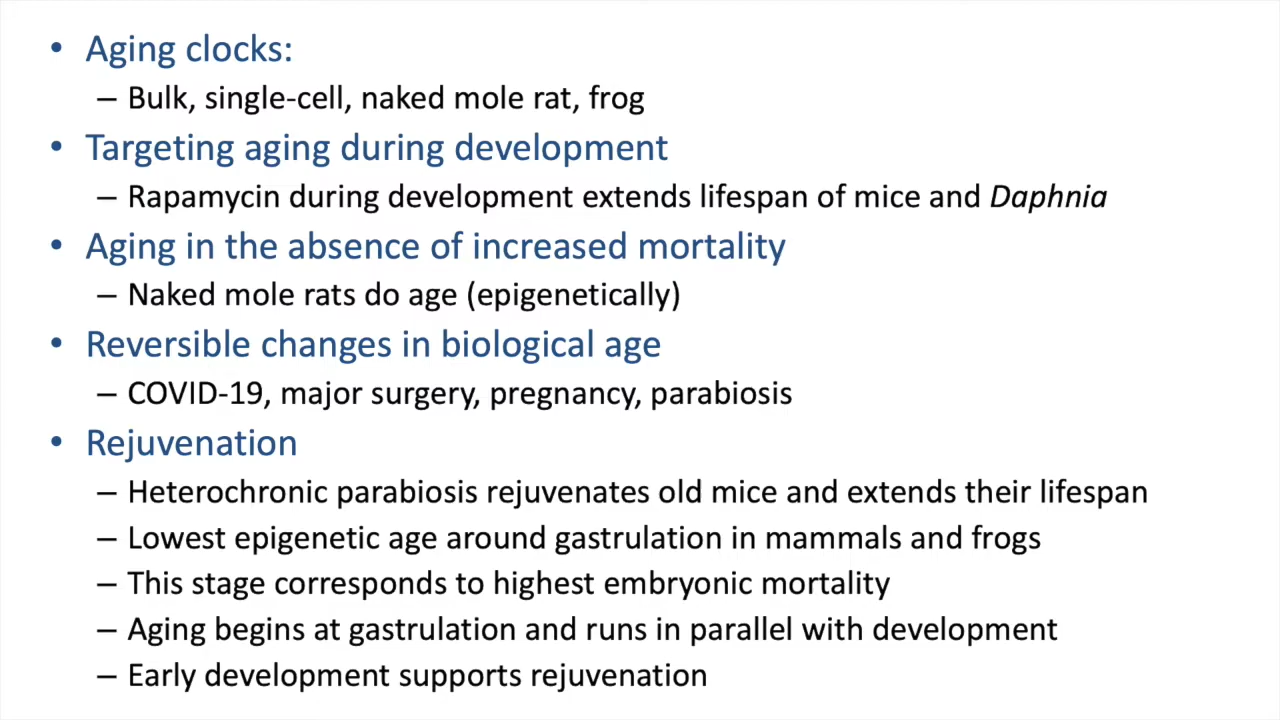 • Aging clocks:
– Bulk, single-cell, naked mole rat, frog
• Targeting aging during development
– Rapamycin during development extends lifespan of mice and Daphnia
• Aging in the absence of increased mortality
– Naked mole rats do age (epigenetically)
• Reversible changes in biological age
– COVID-19, major surgery, pregnancy, parabiosis
• Rejuvenation
– Heterochronic parabiosis rejuvenates old mice and extends their lifespan
– Lowest epigenetic age around gastrulation in mammals and frogs
– This stage corresponds to highest embryonic mortality
– Aging begins at gastrulation and runs in parallel with development
– Early development supports rejuvenation